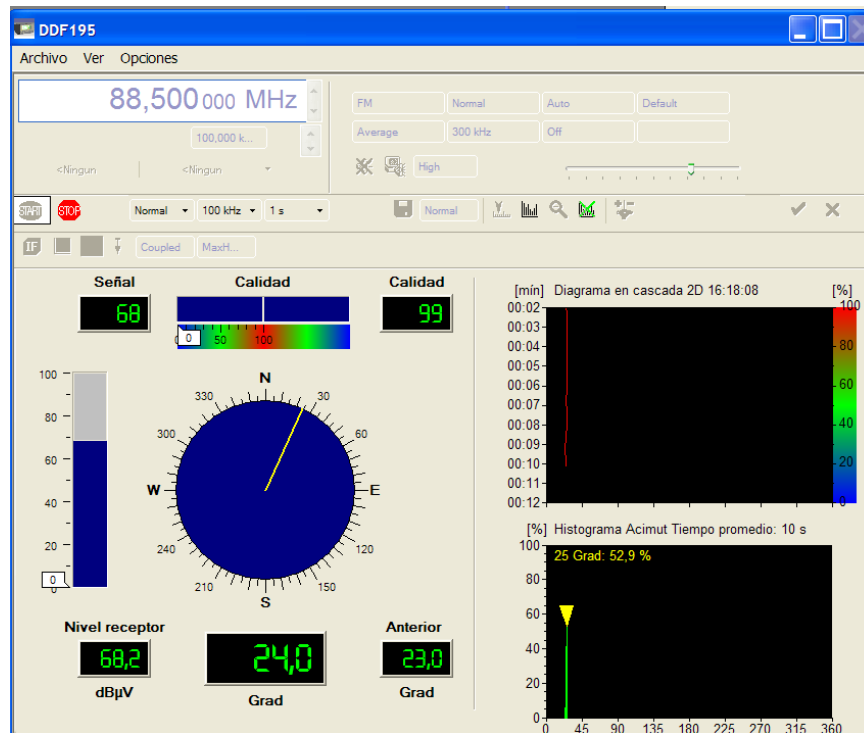 DDF195
Archivo Ver Opciones
88,500 000 MHz
100,000 k...
<Ningun <Ningun
FM Normal Auto Default
Average 300 kHz Off
High
START STOP Normal 100 kHz 1 s Normal
IF Coupled MaxH...
Señal Calidad Calidad
68 99
0 50 100
100
80
60
40
20
0
0
N
30
60
E
120
150
S
210
240
W
300
330
Nivel receptor
68,2
dBµV
24,0
Grad
Anterior
23,0
Grad
[mín] Diagrama en cascada 2D 16:18:08 [%]
00:02
00:03
00:04
00:05
00:06
00:07
00:08
00:09
00:10
00:11
00:12
100
80
60
40
20
0
[%] Histograma Acimut Tiempo promedio: 10 s
25 Grad: 52,9 %
100
80
60
40
20
0
0 45 90 135 180 225 270 315 360